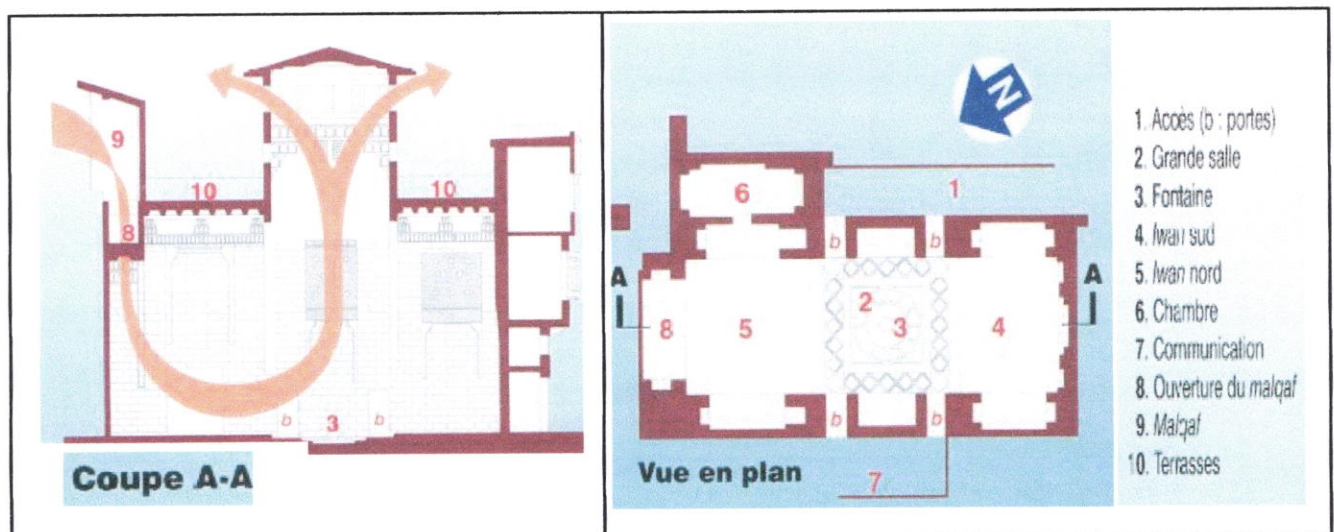 9
10
10
8
b
3
b
Coupe A-A
N
6
1
b
b
A
A
8
5
2
3
4
b
b
Vue en plan
7
1. Accès (b : portes)
2. Grande salle
3. Fontaine
4. Iwan sud
5. Iwan nord
6. Chambre
7. Communication
8. Ouverture du malqaf
9. Malqaf
10. Terrasses